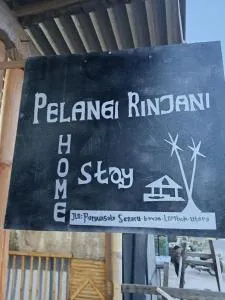 PELANGI RINJANI
HOME
Stay
JLN: Pariwisata Senaru-bayan-Lombok-Utara